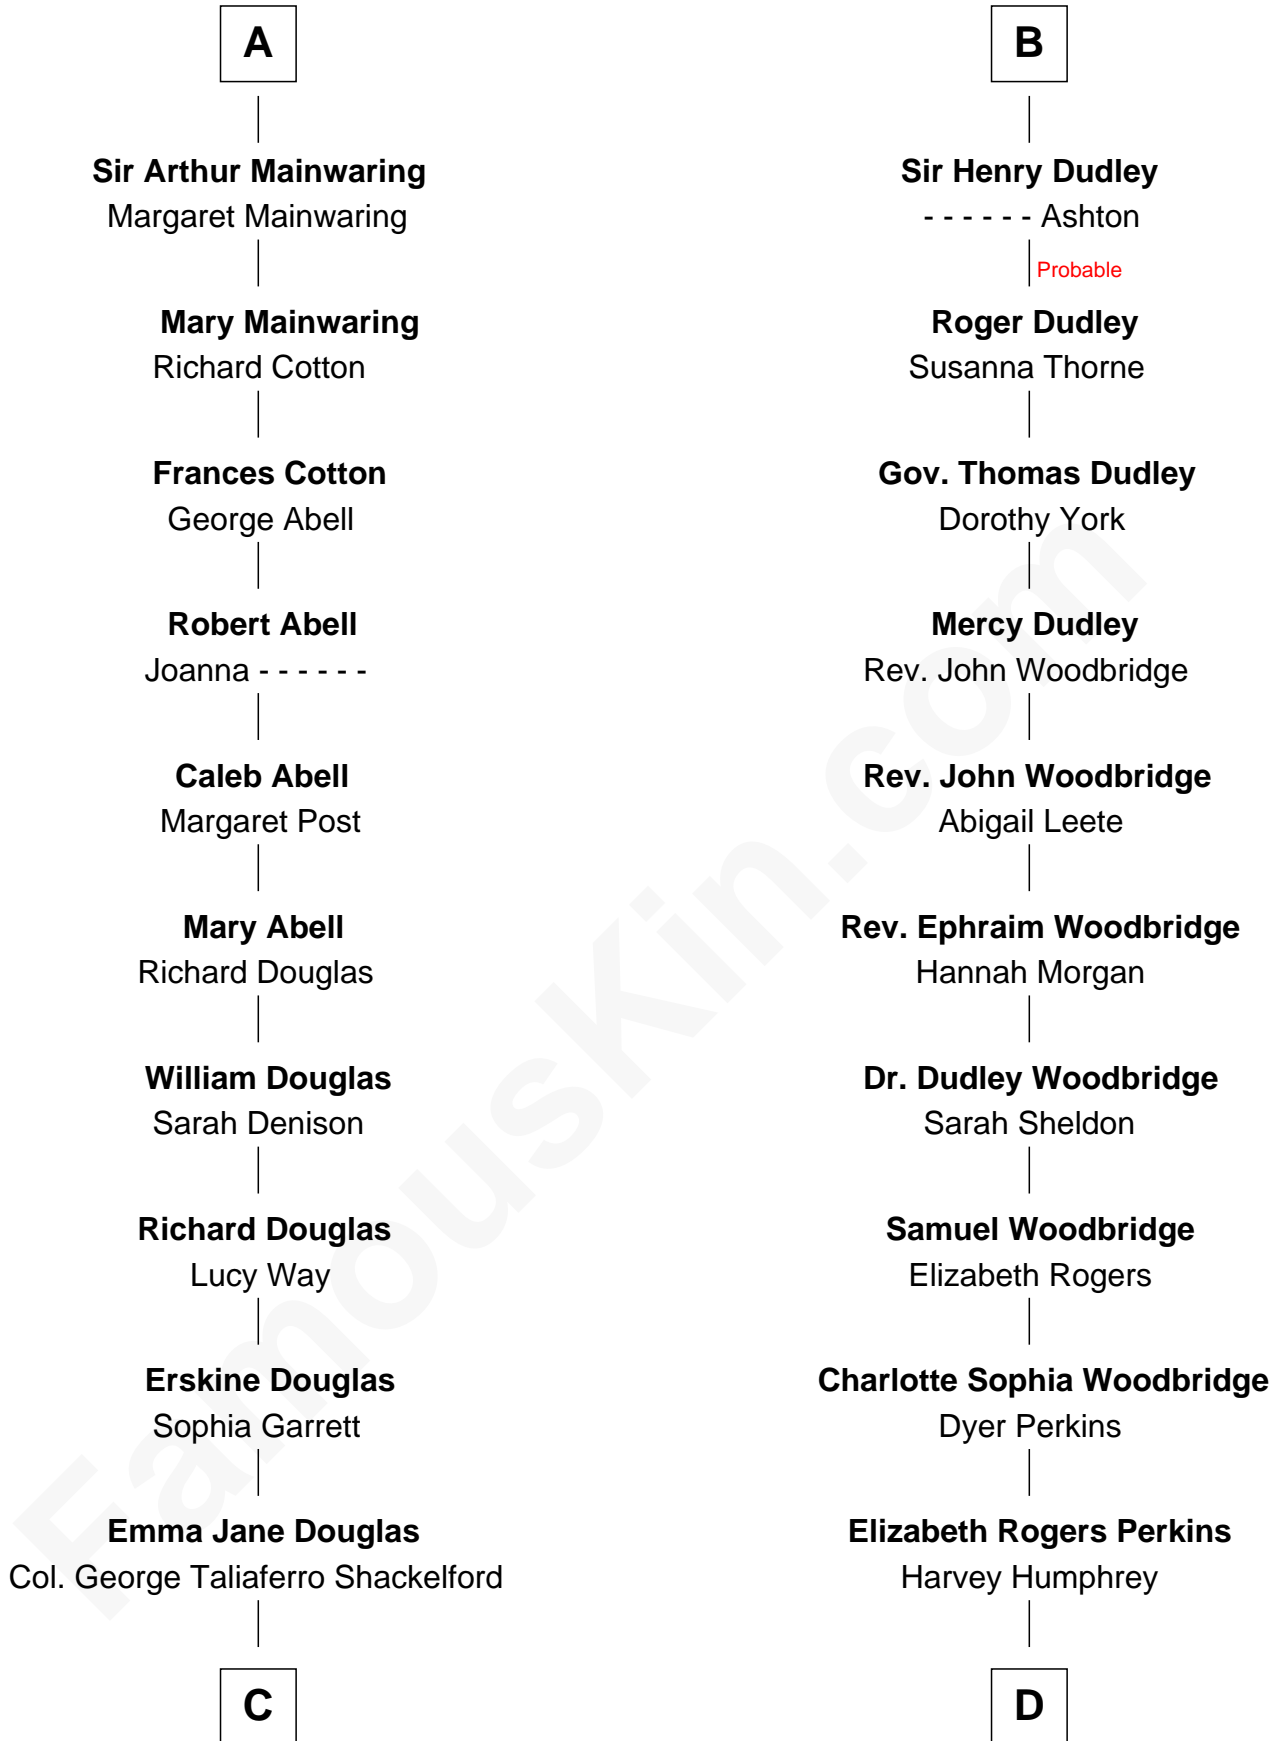 A
Sir Arthur Mainwaring
Margaret Mainwaring
Mary Mainwaring
Richard Cotton
Frances Cotton
George Abell
Robert Abell
Joanna - - - - - -
Caleb Abell
Margaret Post
Mary Abell
Richard Douglas
William Douglas
Sarah Denison
Richard Douglas
Lucy Way
Erskine Douglas
Sophia Garrett
Emma Jane Douglas
Col. George Taliaferro Shackelford
C
B
Sir Henry Dudley
- - - - - - Ashton
Probable
Roger Dudley
Susanna Thorne
Gov. Thomas Dudley
Dorothy York
Mercy Dudley
Rev. John Woodbridge
Rev. John Woodbridge
Abigail Leete
Rev. Ephraim Woodbridge
Hannah Morgan
Dr. Dudley Woodbridge
Sarah Sheldon
Samuel Woodbridge
Elizabeth Rogers
Charlotte Sophia Woodbridge
Dyer Perkins
Elizabeth Rogers Perkins
Harvey Humphrey
D
FamousKin.com